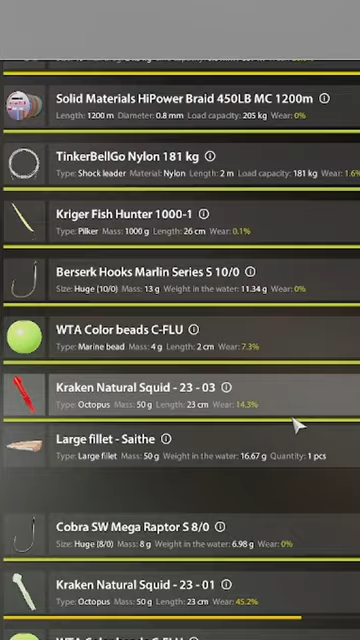 Solid Materials HiPower Braid 450LB MC 1200m
Length: 1200 m Diameter: 0.8 mm Load capacity: 205 kg Wear: 0%
TinkerBellGo Nylon 181 kg
Type: Shock leader Material: Nylon Length: 2 m Load capacity: 181 kg Wear: 1.6%
Kriger Fish Hunter 1000-1
Type: Pilker Mass: 1000 g Length: 26 cm Wear: 0.1%
Berserk Hooks Marlin Series S 10/0
Size: Huge (10/0) Mass: 13 g Weight in the water: 11.34 g Wear: 0%
WTA Color beads C-FLU
Type: Marine bead Mass: 4 g Length: 2 cm Wear: 7.3%
Kraken Natural Squid - 23 - 03
Type: Octopus Mass: 50 g Length: 23 cm Wear: 14.3%
Large fillet - Saithe
Type: Large fillet Mass: 50 g Weight in the water: 16.67 g Quantity: 1 pcs
Cobra SW Mega Raptor S 8/0
Size: Huge (8/0) Mass: 8 g Weight in the water: 6.98 g Wear: 0%
Kraken Natural Squid - 23 - 01
Type: Octopus Mass: 50 g Length: 23 cm Wear: 45.2%
WTA Color beads C-FLU